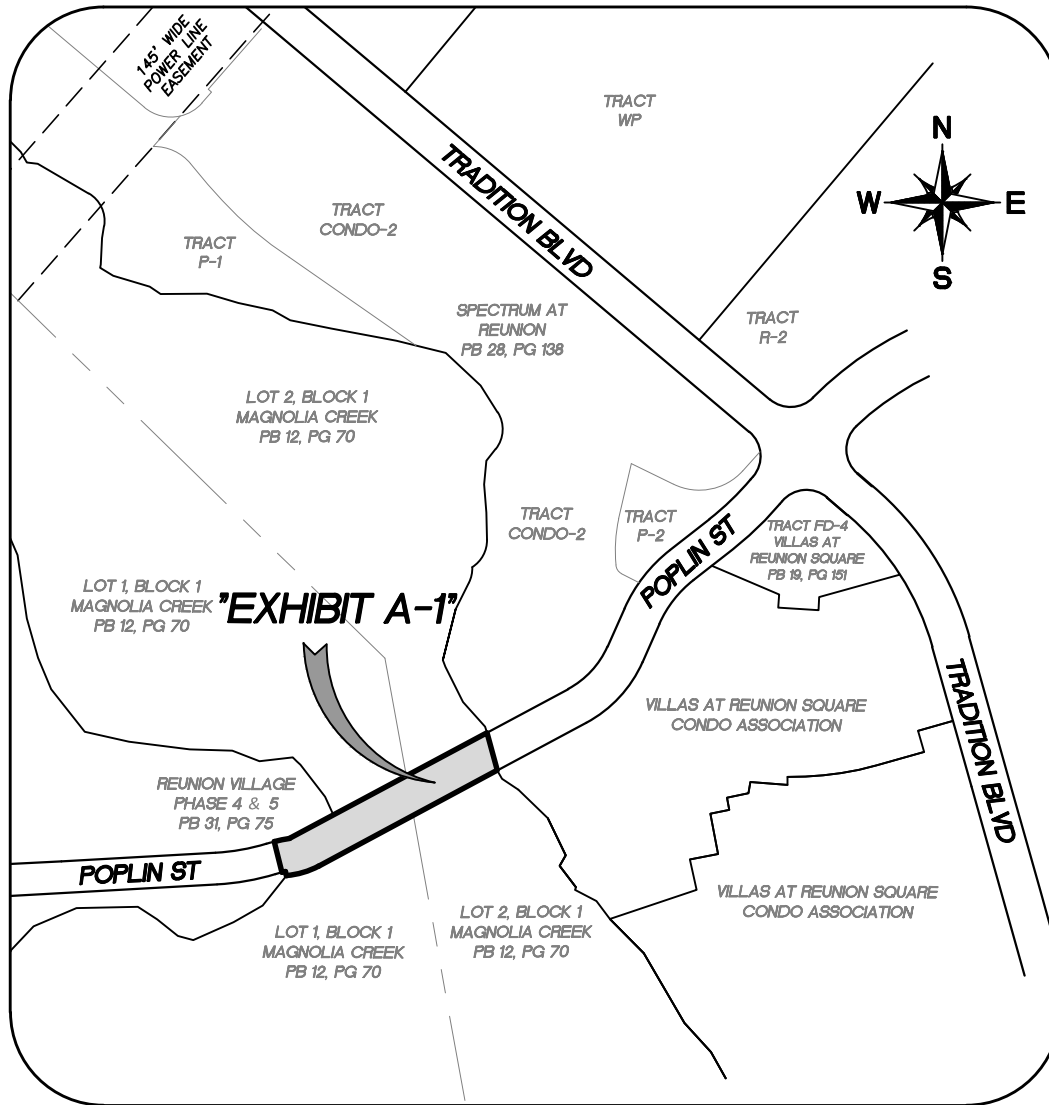 145' WIDE
POWER LINE
EASEMENT
TRACT
WP
N
W
E
S
TRADITION BLVD
TRACT
CONDO-2
TRACT
P-1
SPECTRUM AT
REUNION
PB 28, PG 138
TRACT
R-2
LOT 2, BLOCK 1
MAGNOLIA CREEK
PB 12, PG 70
TRACT
CONDO-2
TRACT
P-2
POPLIN ST
TRACT FD-4
VILLAS AT
REUNION SQUARE
PB 19, PG 151
LOT 1, BLOCK 1
MAGNOLIA CREEK
PB 12, PG 70
"EXHIBIT A-1"
VILLAS AT REUNION SQUARE
CONDO ASSOCIATION
TRADITION BLVD
REUNION VILLAGE
PHASE 4 & 5
PB 31, PG 75
POPLIN ST
VILLAS AT REUNION SQUARE
CONDO ASSOCIATION
LOT 1, BLOCK 1
MAGNOLIA CREEK
PB 12, PG 70
LOT 2, BLOCK 1
MAGNOLIA CREEK
PB 12, PG 70